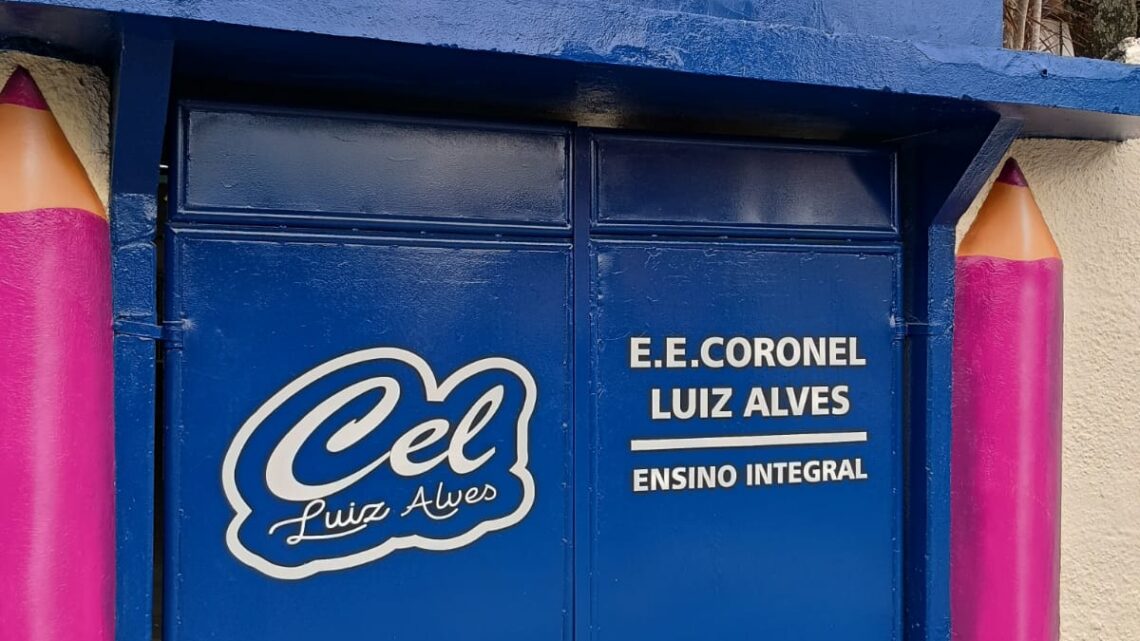 Cel
Luiz Alves
E.E.CORONEL
LUIZ ALVES
ENSINO INTEGRAL